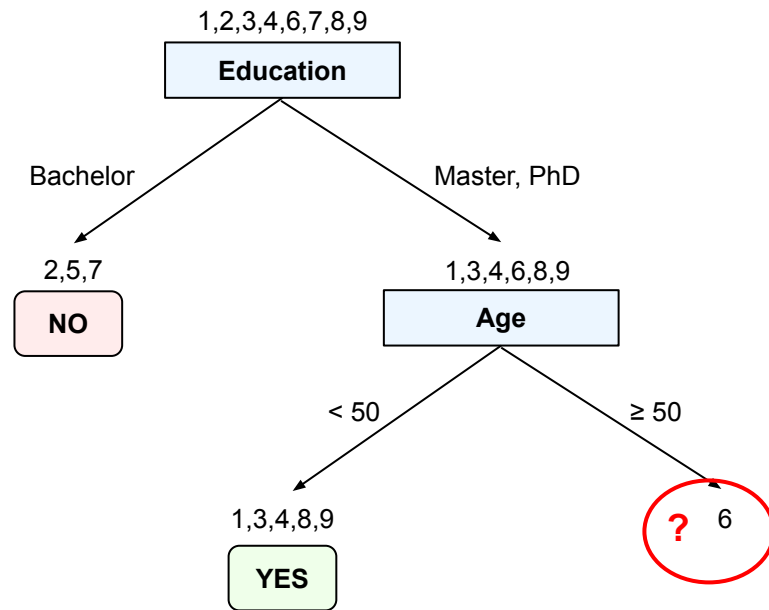 1,2,3,4,6,7,8,9
Education
Bachelor
Master, PhD
2,5,7
NO
1,3,4,6,8,9
Age
< 50
≥ 50
1,3,4,8,9
YES
? 6